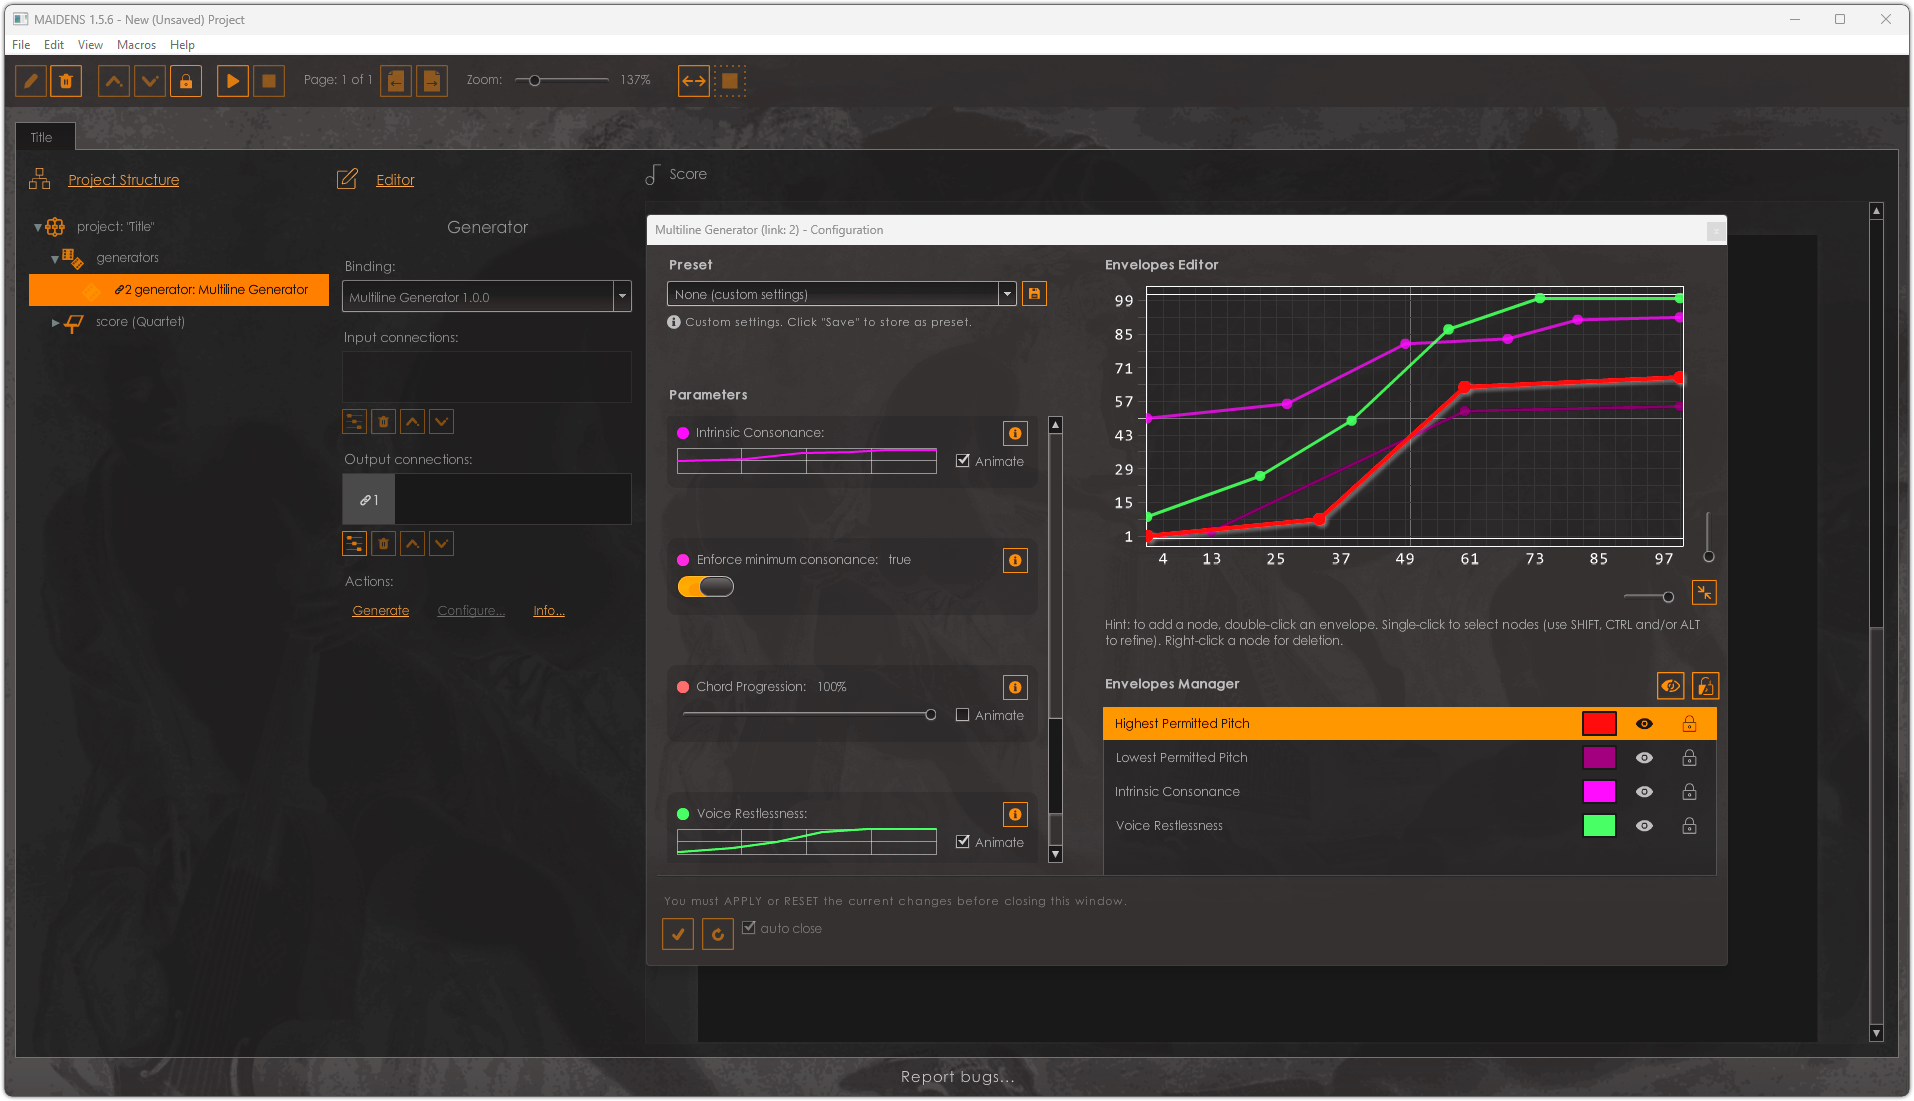 MAIDENS 1.5.6 - New (Unsaved) Project
File Edit View Macros Help
Page: 1 of 1
Zoom: 137%
Title
Project Structure
Editor
Score
project: "Title"
generators
2 generator: Multiline Generator
score (Quartet)
Generator
Binding:
Multiline Generator 1.0.0
Input connections:
Output connections:
1
Actions:
Generate Configure... Info...
Multiline Generator (link: 2) - Configuration
Preset
None (custom settings)
Custom settings. Click "Save" to store as preset.
Parameters
Intrinsic Consonance:
Animate
Enforce minimum consonance: true
Chord Progression: 100%
Animate
Voice Restlessness:
Animate
Envelopes Editor
99
85
71
57
43
29
15
1
4 13 25 37 49 61 73 85 97
Hint: to add a node, double-click an envelope. Single-click to select nodes (use SHIFT, CTRL and/or ALT
to refine). Right-click a node for deletion.
Envelopes Manager
Highest Permitted Pitch
Lowest Permitted Pitch
Intrinsic Consonance
Voice Restlessness
You must APPLY or RESET the current changes before closing this window.
auto close
Report bugs...